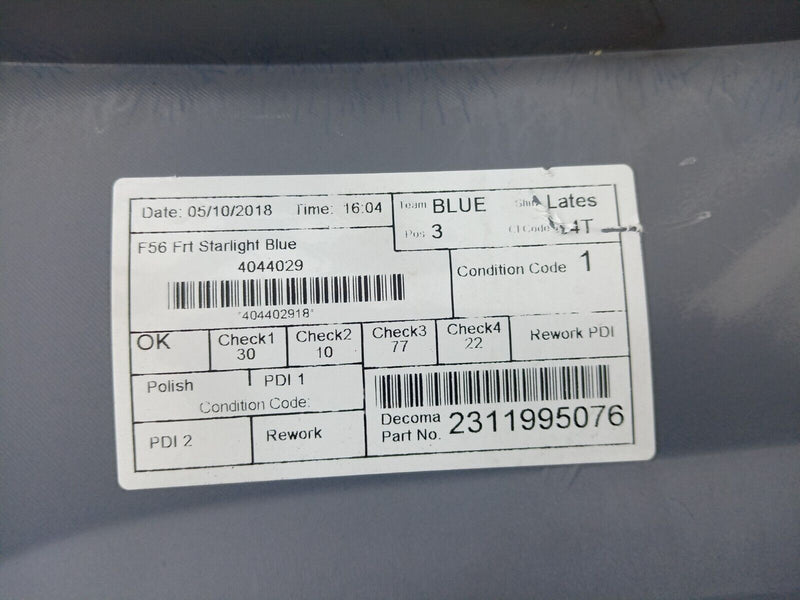 Date: 05/10/2018 Time: 16:04
Team BLUE Lates
Pos 3 4T
F56 Frt Starlight Blue
4044029
*404402918*
Condition Code 1
OK
Check1 30
Check2 10
Check3 77
Check4 22
Rework PDI
Polish PDI 1
Condition Code:
PDI 2 Rework
Decoma
Part No. 2311995076